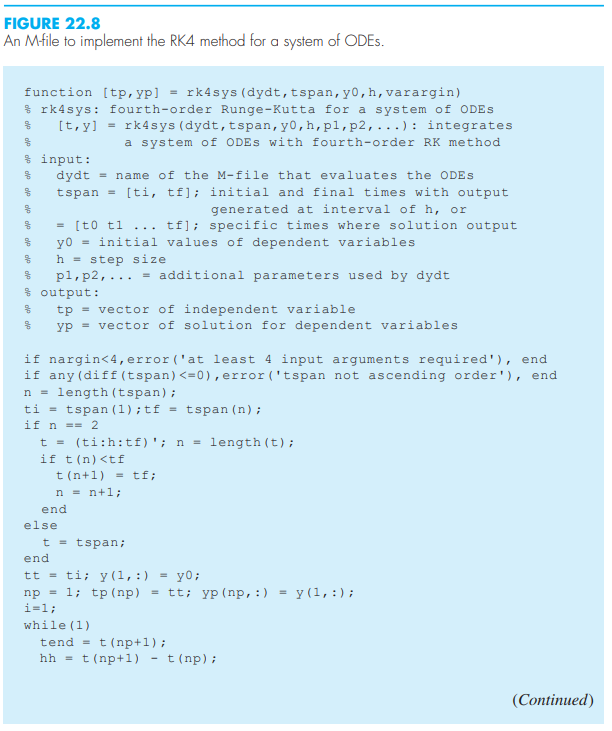 FIGURE 22.8
An M-file to implement the RK4 method for a system of ODEs.
function [tp,yp] = rk4sys(dydt,tspan,y0,h,varargin)
% rk4sys: fourth-order Runge-Kutta for a system of ODEs
%   [t,y] = rk4sys(dydt,tspan,y0,h,p1,p2,...): integrates
%           a system of ODEs with fourth-order RK method
% input:
%   dydt = name of the M-file that evaluates the ODEs
%   tspan = [ti, tf]; initial and final times with output
%                     generated at interval of h, or
%   = [t0 t1 ... tf]; specific times where solution output
%   y0 = initial values of dependent variables
%   h = step size
%   p1,p2,... = additional parameters used by dydt
% output:
%   tp = vector of independent variable
%   yp = vector of solution for dependent variables
if nargin<4,error('at least 4 input arguments required'), end
if any(diff(tspan)<=0),error('tspan not ascending order'), end
n = length(tspan);
ti = tspan(1);tf = tspan(n);
if n == 2
  t = (ti:h:tf)'; n = length(t);
  if t(n)<tf
    t(n+1) = tf;
    n = n+1;
  end
else
  t = tspan;
end
tt = ti; y(1,:) = y0;
np = 1; tp(np) = tt; yp(np,:) = y(1,:);
i=1;
while(1)
  tend = t(np+1);
  hh = t(np+1) - t(np);
(Continued)